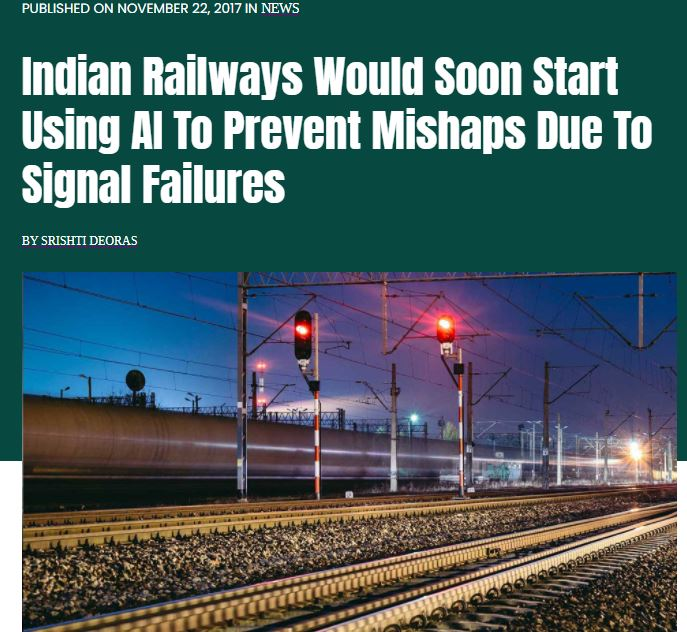 PUBLISHED ON NOVEMBER 22, 2017 IN NEWS
Indian Railways Would Soon Start
Using AI To Prevent Mishaps Due To
Signal Failures
BY SRISHTI DEORAS